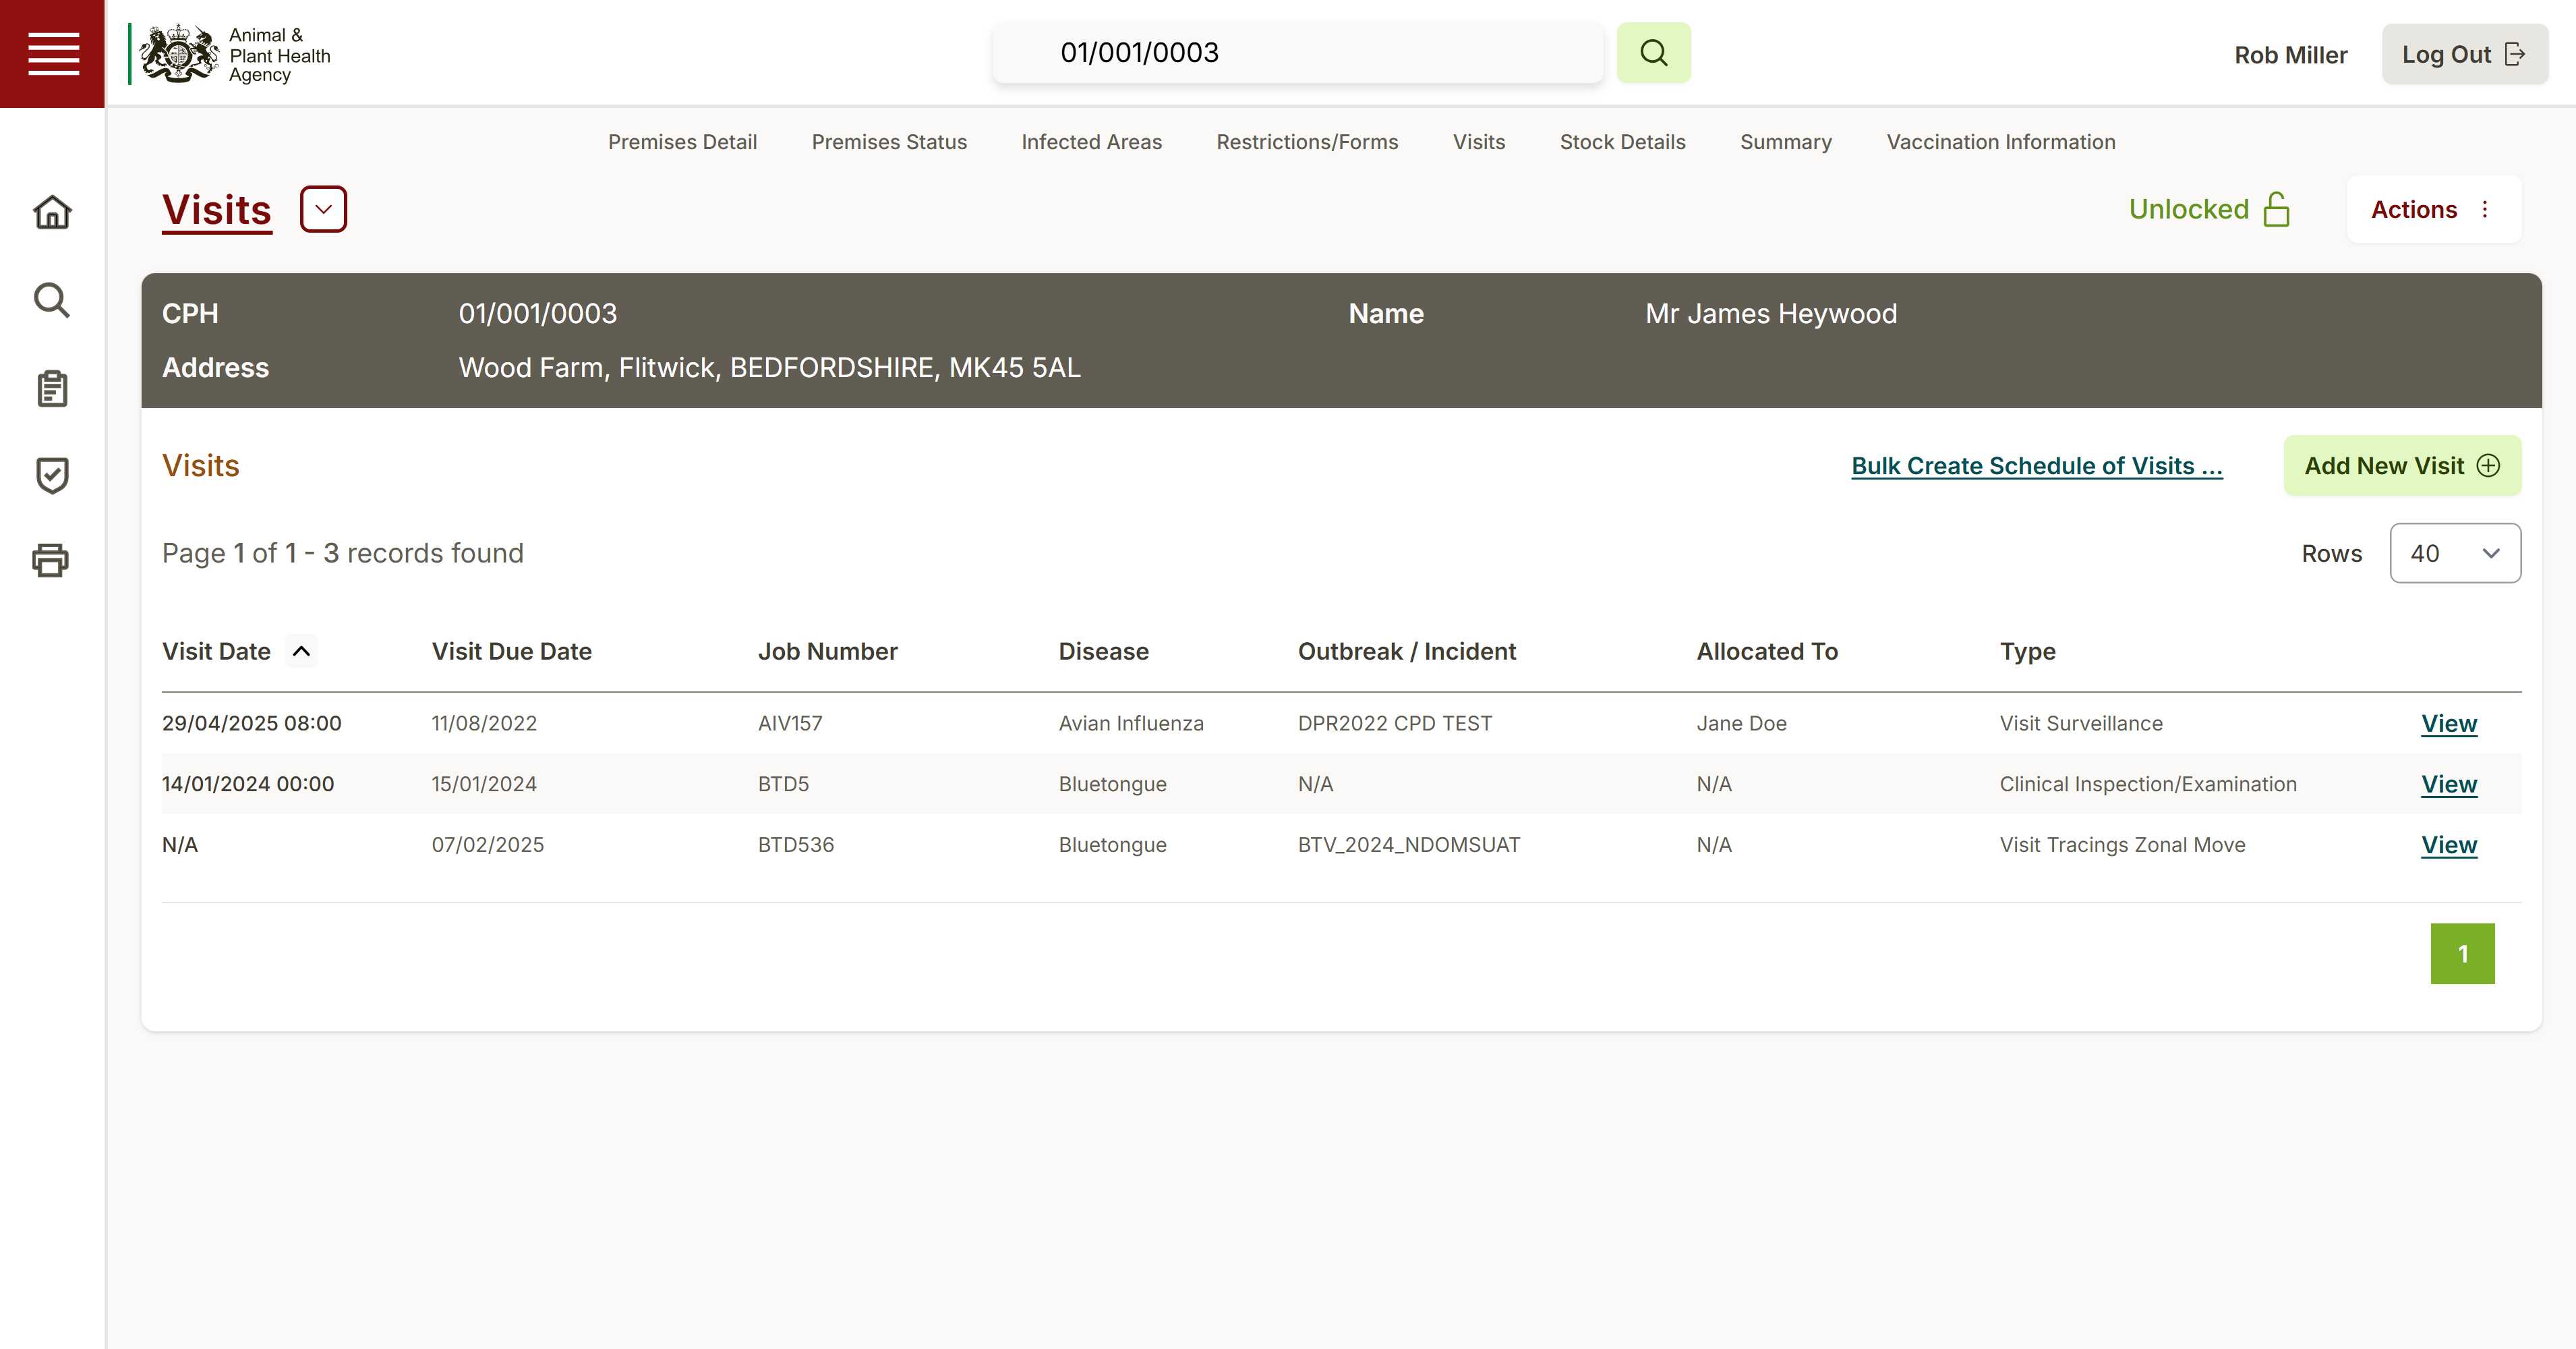 Animal &
Plant Health
Agency
01/001/0003
Rob Miller
Log Out
Premises Detail Premises Status Infected Areas Restrictions/Forms Visits Stock Details Summary Vaccination Information
Visits
Unlocked
Actions
CPH 01/001/0003 Name Mr James Heywood
Address Wood Farm, Flitwick, BEDFORDSHIRE, MK45 5AL
Visits
Bulk Create Schedule of Visits ...
Add New Visit
Page 1 of 1 - 3 records found
Rows 40
Visit Date Visit Due Date Job Number Disease Outbreak / Incident Allocated To Type
29/04/2025 08:00 11/08/2022 AIV157 Avian Influenza DPR2022 CPD TEST Jane Doe Visit Surveillance View
14/01/2024 00:00 15/01/2024 BTD5 Bluetongue N/A N/A Clinical Inspection/Examination View
N/A 07/02/2025 BTD536 Bluetongue BTV_2024_NDOMSUAT N/A Visit Tracings Zonal Move View
1